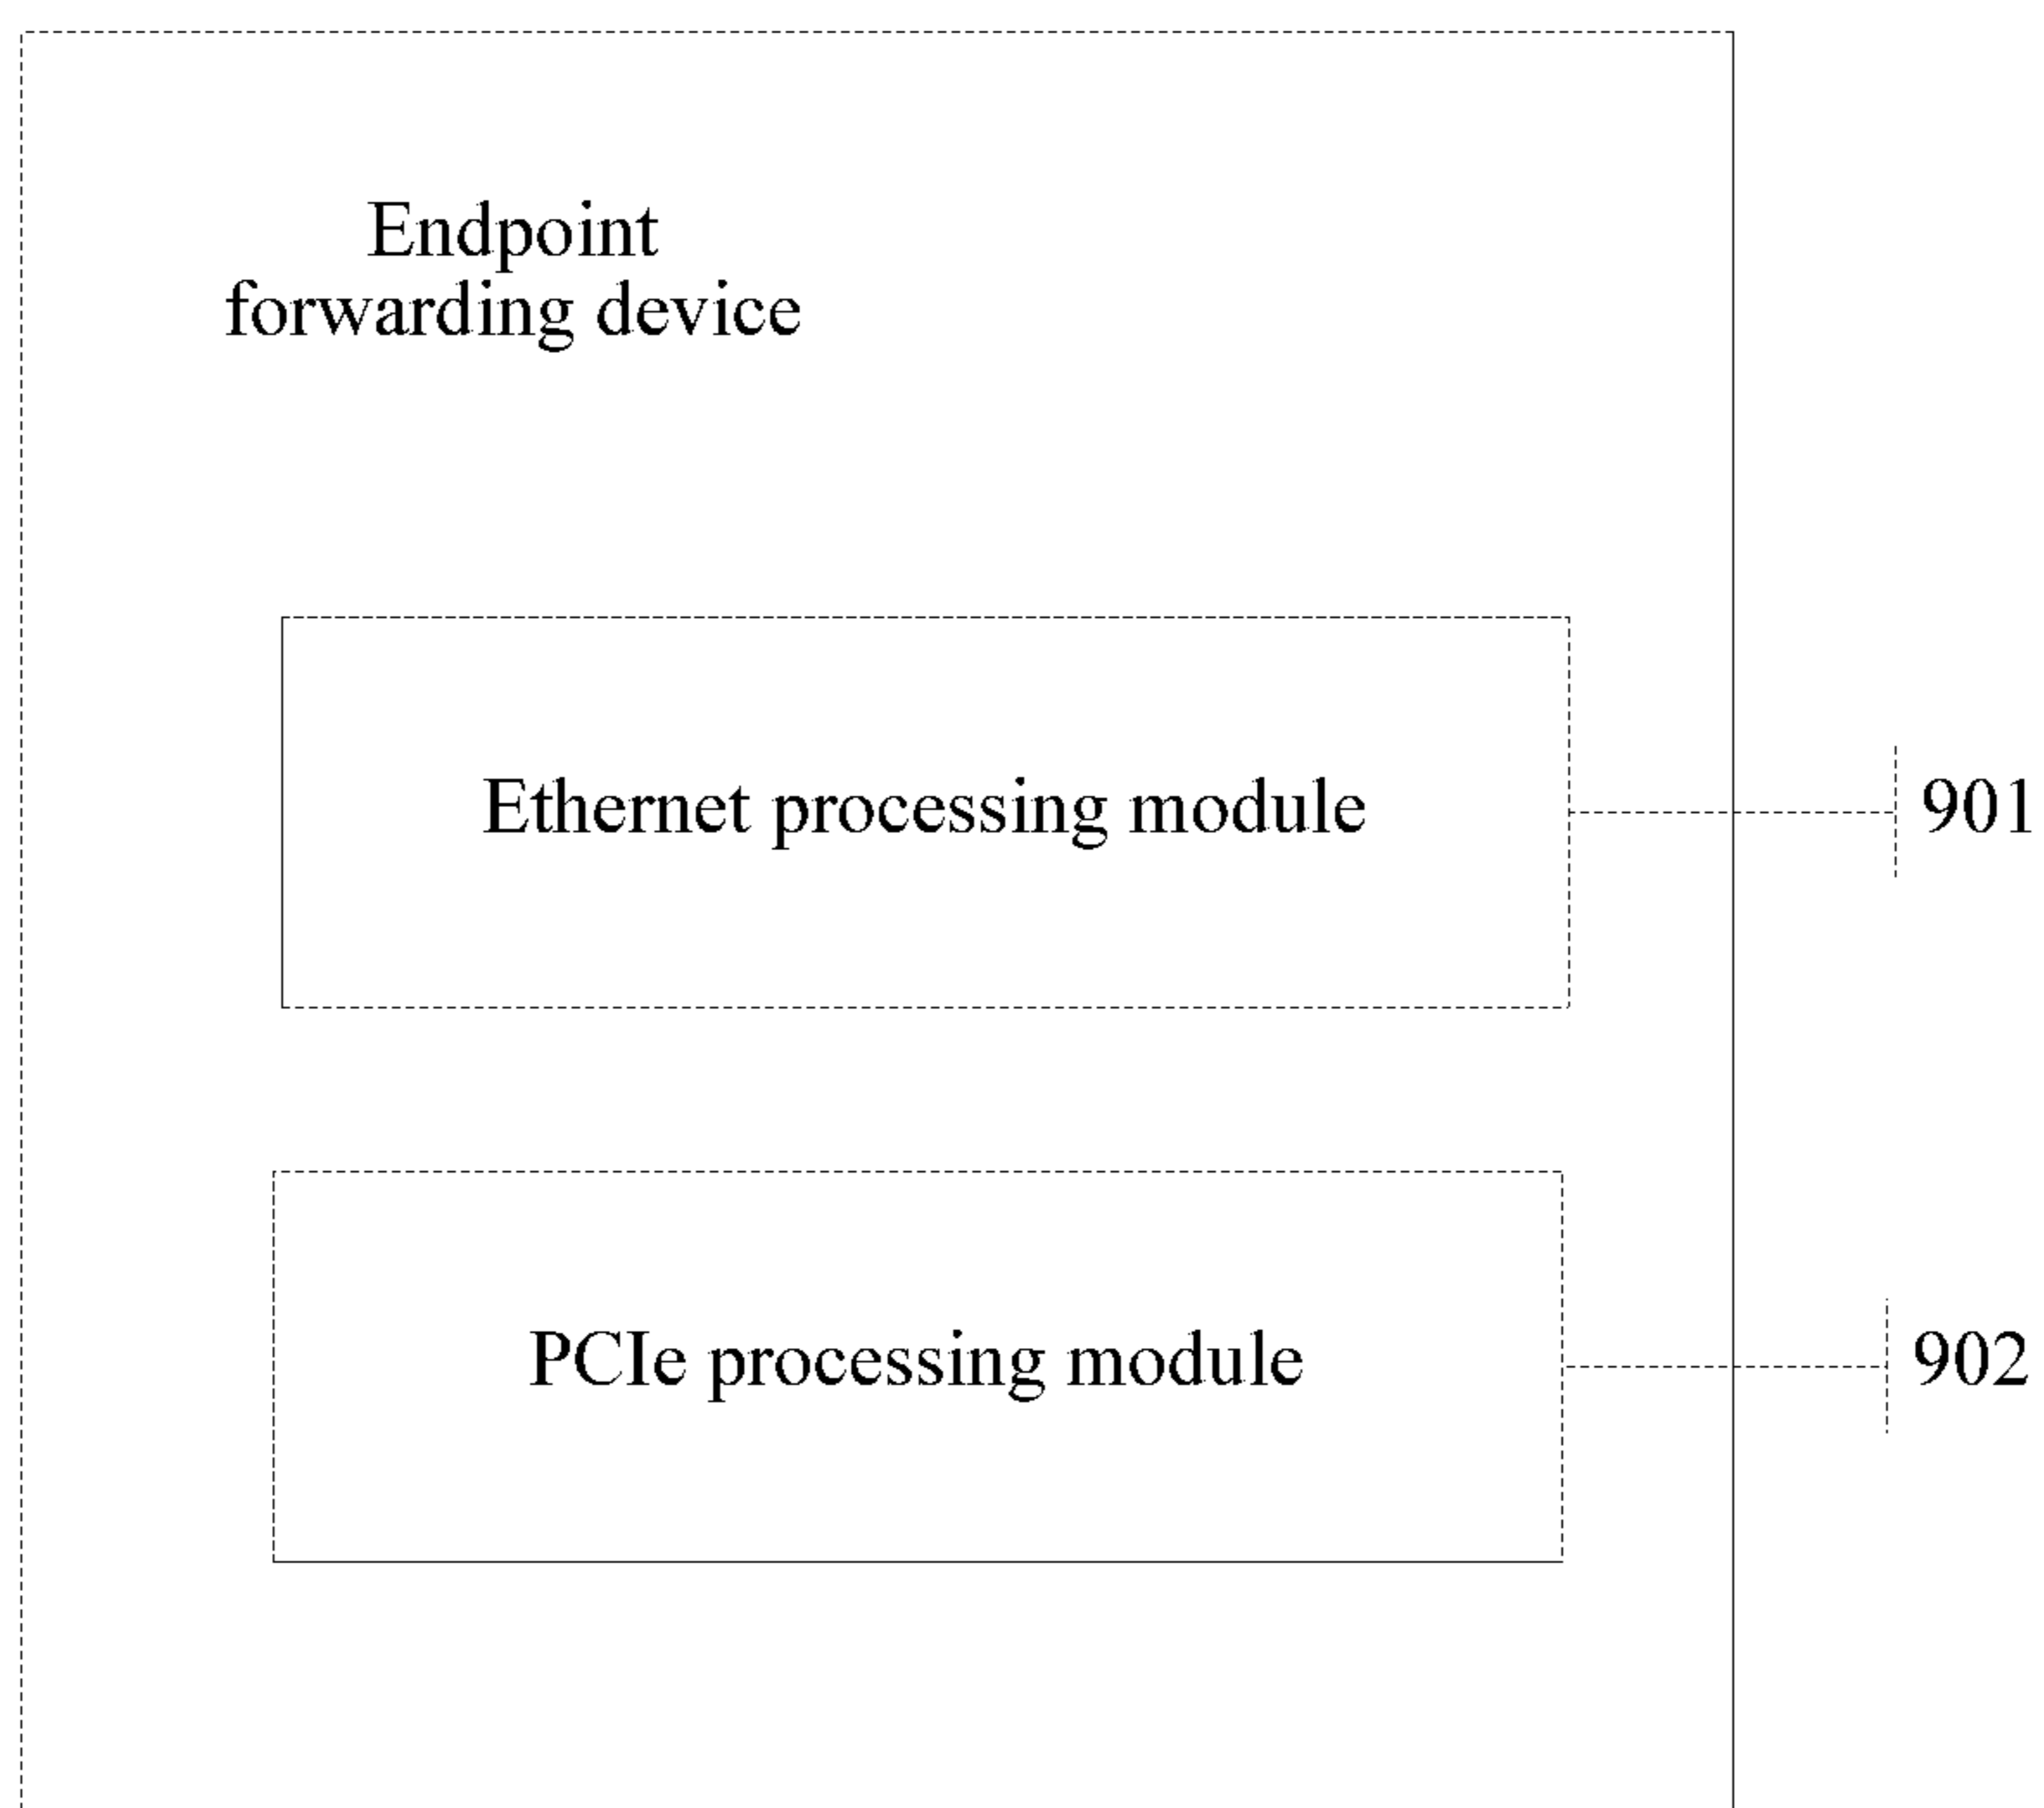 Endpoint
forwarding device
Ethernet processing module
901
PCIe processing module
902